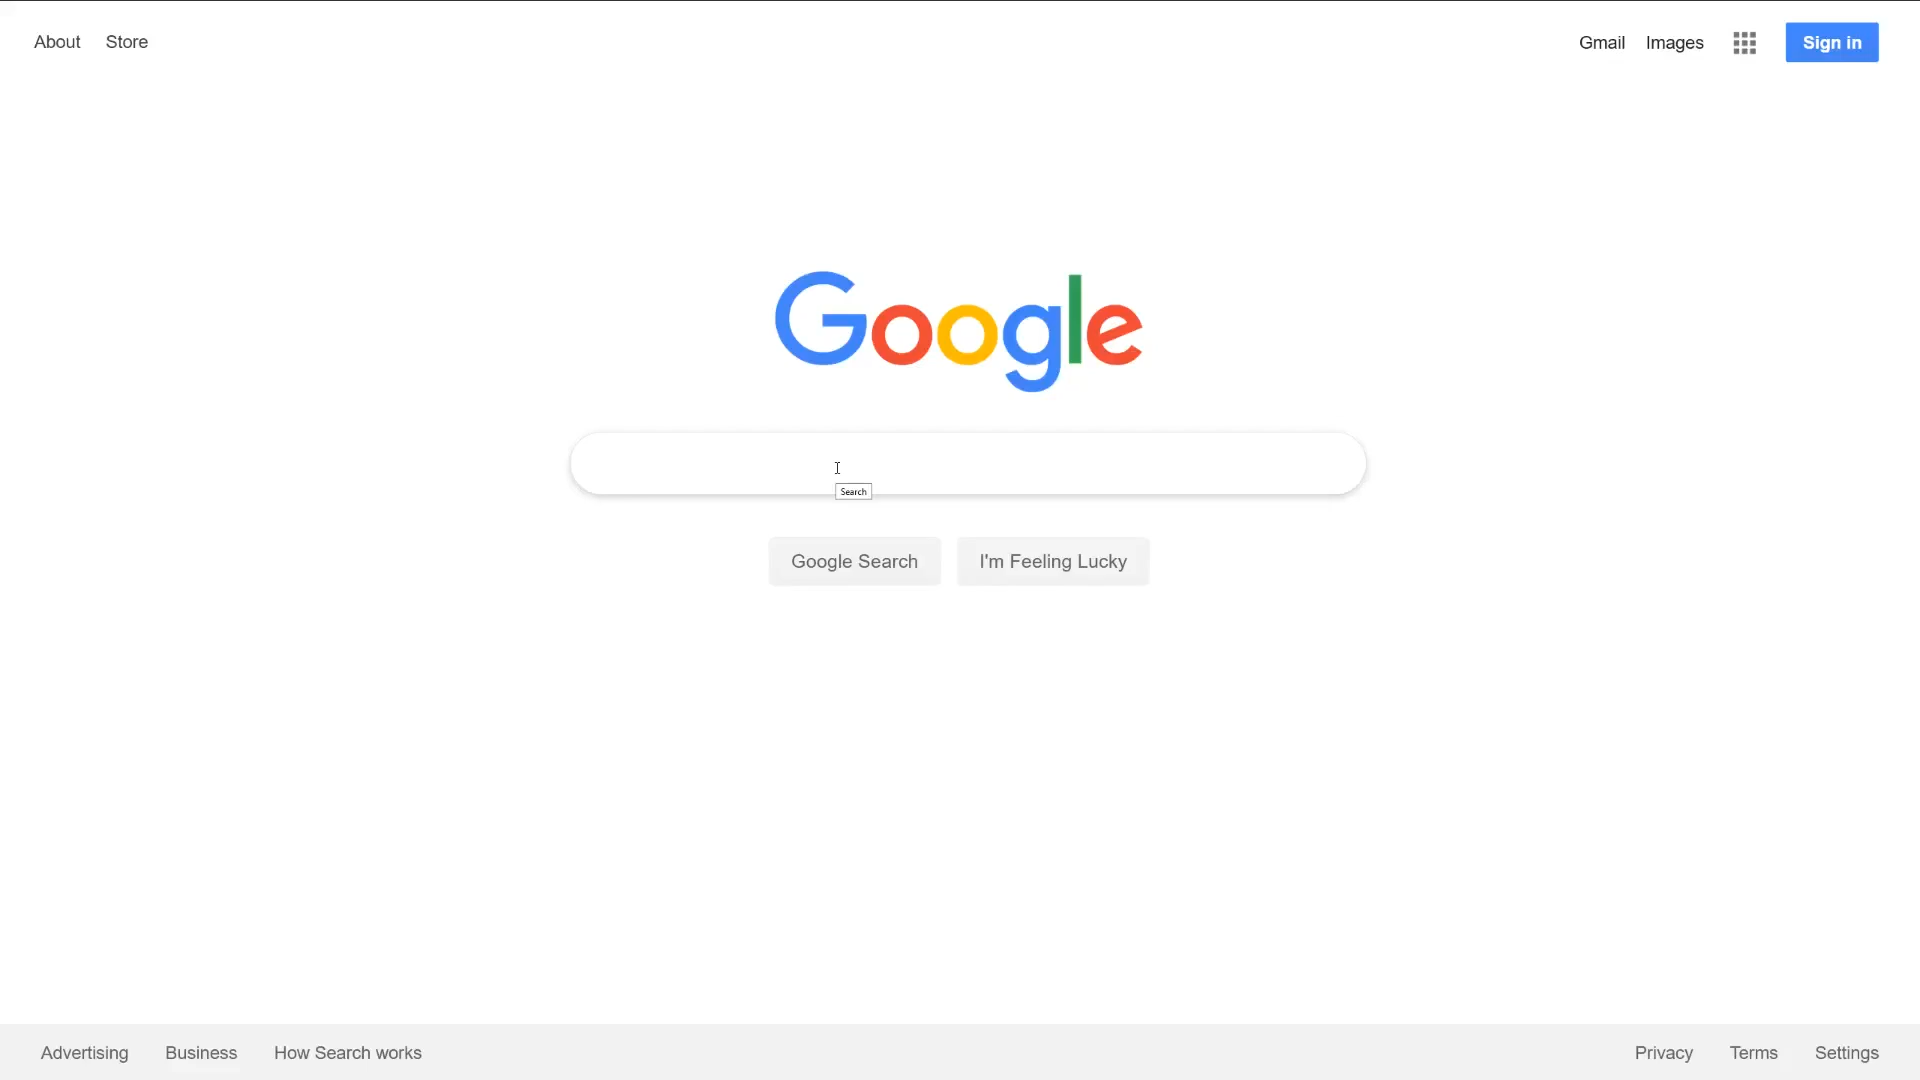 About Store
Gmail Images Sign in
Google
Search
Google Search I'm Feeling Lucky
Advertising Business How Search works
Privacy Terms Settings